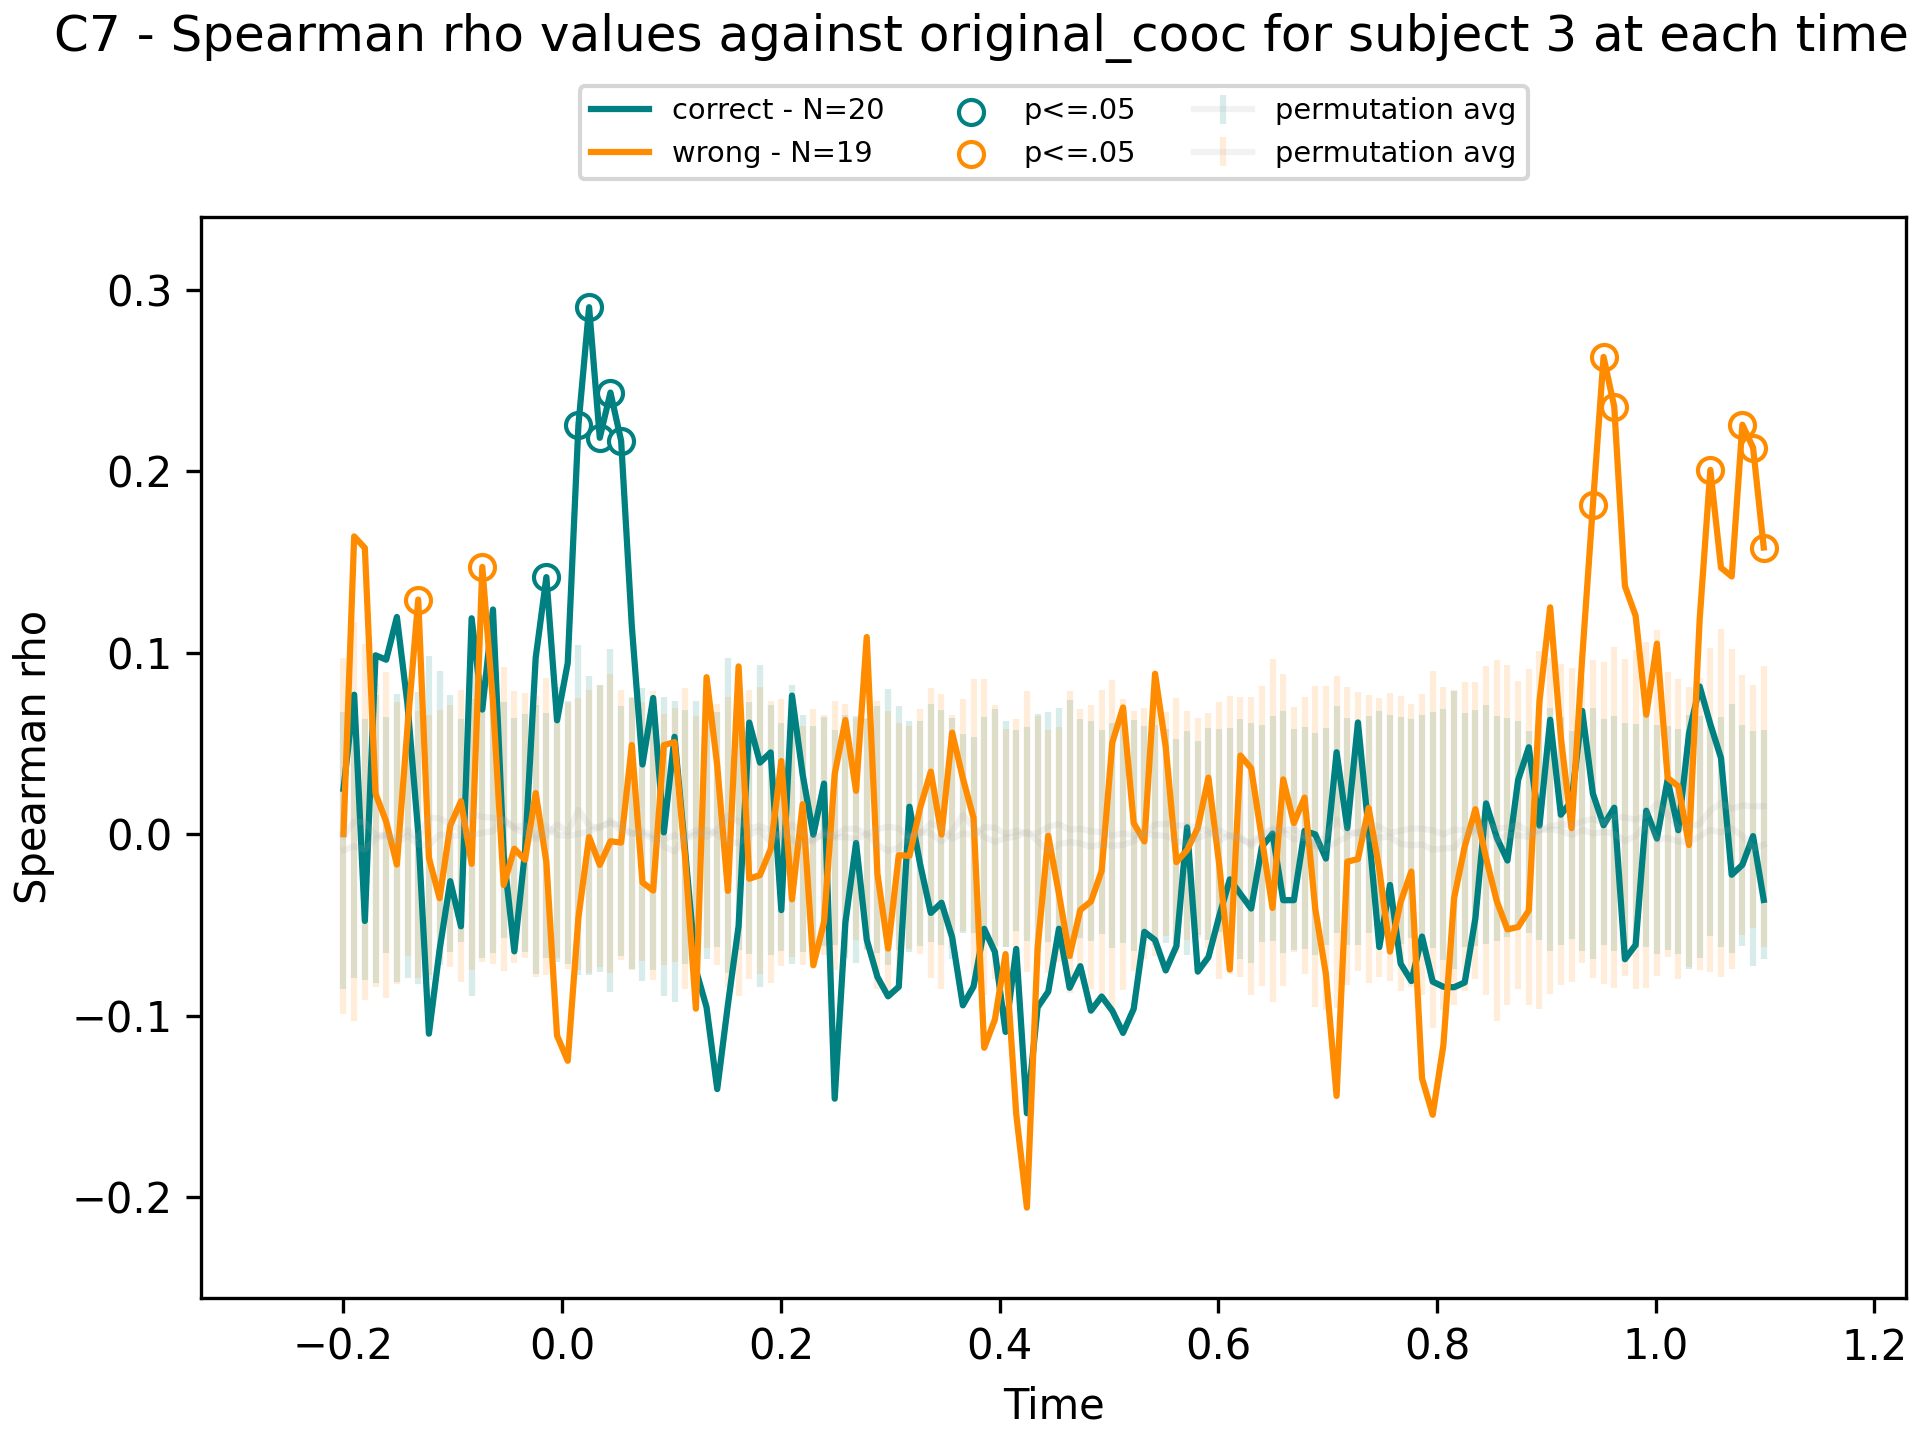 C7 - Spearman rho values against original_cooc for subject 3 at each time
correct - N=20
wrong - N=19
p<=.05
p<=.05
permutation avg
permutation avg
Spearman rho
0.3
0.2
0.1
0.0
−0.1
−0.2
−0.2 0.0 0.2 0.4 0.6 0.8 1.0 1.2
Time